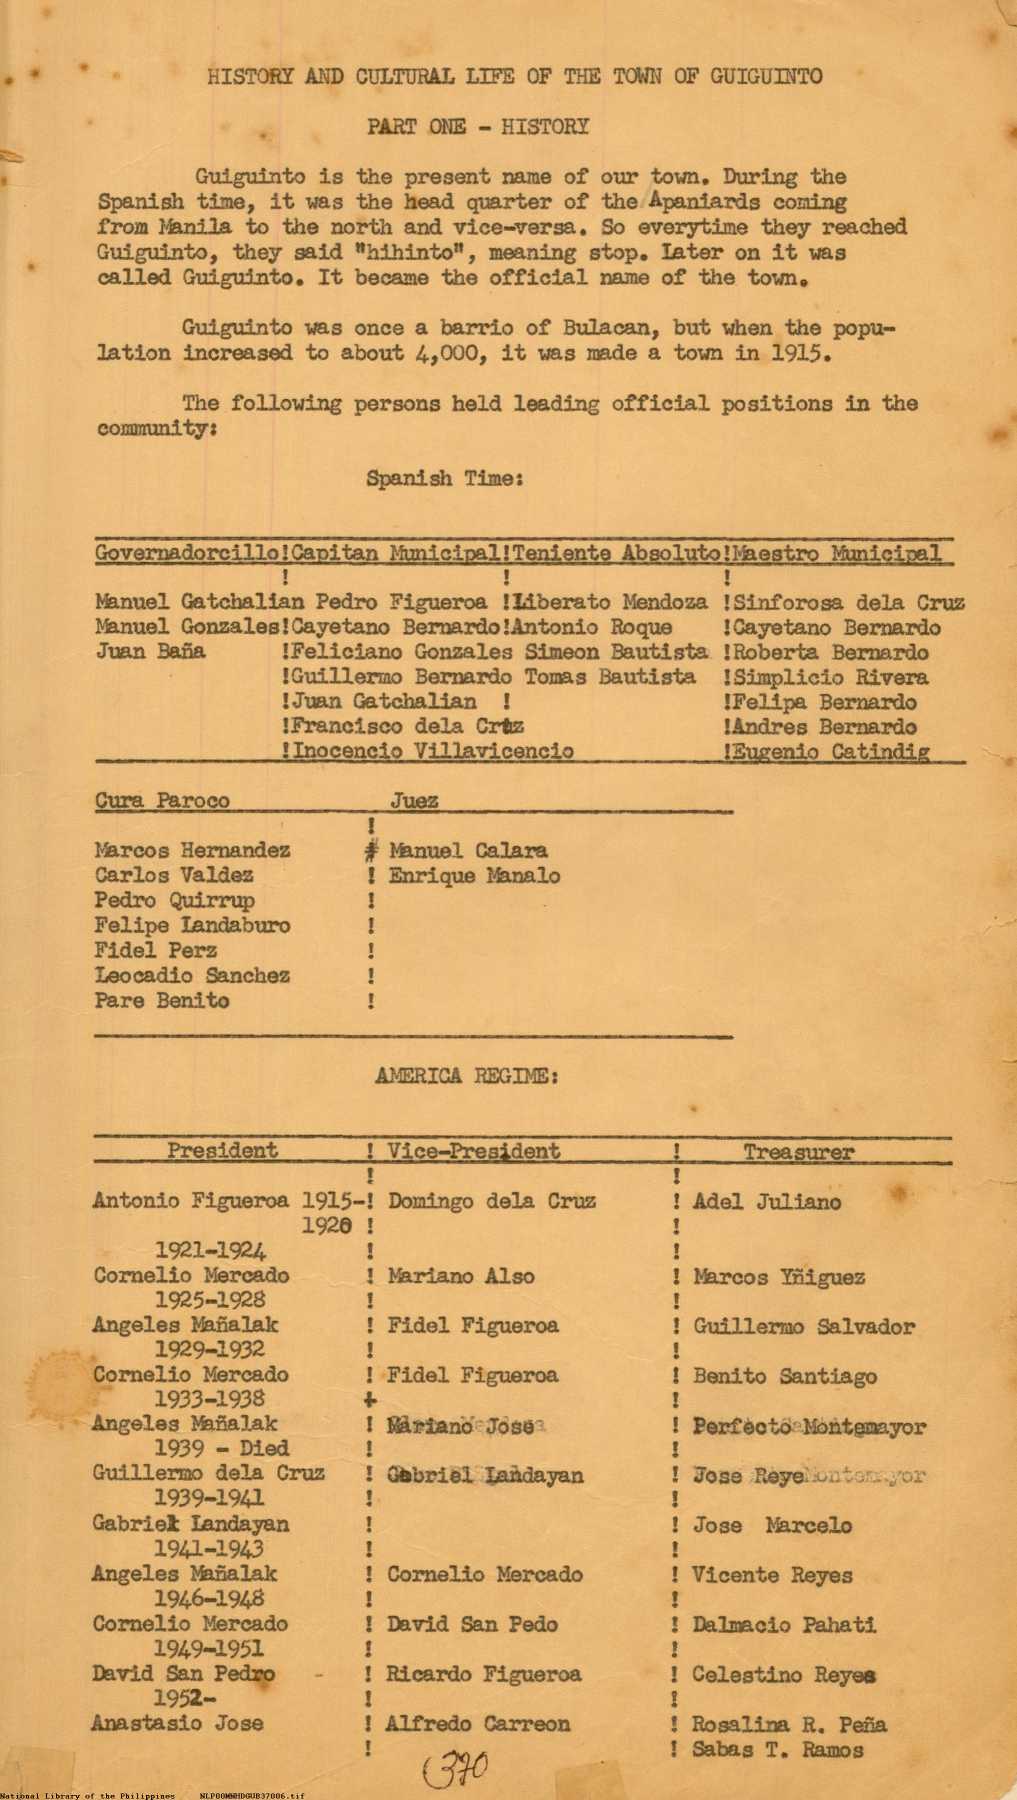 HISTORY AND CULTURAL LIFE OF THE TOWN OF GUIGUINTO
PART ONE - HISTORY
Guiguinto is the present name of our town. During the
Spanish time, it was the head quarter of the Apaniards coming
from Manila to the north and vice-versa. So everytime they reached
Guiguinto, they said "hihinto", meaning stop. Later on it was
called Guiguinto. It became the official name of the town.
Guiguinto was once a barrio of Bulacan, but when the popu-
lation increased to about 4,000, it was made a town in 1915.
The following persons held leading official positions in the
community:
Spanish Time:
Governadorcillo!Capitan Municipal!Teniente Absoluto!Maestro Municipal
! ! !
Manuel Gatchalian Pedro Figueroa !Liberato Mendoza !Sinforosa dela Cruz
Manuel Gonzales!Cayetano Bernardo!Antonio Roque !Cayetano Bernardo
Juan Baña !Feliciano Gonzales Simeon Bautista !Roberta Bernardo
!Guillermo Bernardo Tomas Bautista !Simplicio Rivera
!Juan Gatchalian ! !Felipa Bernardo
!Francisco dela Cruz !Andres Bernardo
!Inocencio Villavicencio !Eugenio Catindig
Cura Paroco Juez
!
Marcos Hernandez # Manuel Calara
Carlos Valdez ! Enrique Manalo
Pedro Quirrup !
Felipe Landaburo !
Fidel Perz !
Leocadio Sanchez !
Pare Benito !
AMERICA REGIME:
President ! Vice-President ! Treasurer
! !
Antonio Figueroa 1915-! Domingo dela Cruz ! Adel Juliano
1920 ! !
1921-1924 ! !
Cornelio Mercado ! Mariano Also ! Marcos Yñiguez
1925-1928 ! !
Angeles Mañalak ! Fidel Figueroa ! Guillermo Salvador
1929-1932 ! !
Cornelio Mercado ! Fidel Figueroa ! Benito Santiago
1933-1938 + !
Angeles Mañalak ! Mariano Jose ! Perfecto Montemayor
1939 - Died ! !
Guillermo dela Cruz ! Gabriel Landayan ! Jose Reye
1939-1941 ! !
Gabriel Landayan ! ! Jose Marcelo
1941-1943 ! !
Angeles Mañalak ! Cornelio Mercado ! Vicente Reyes
1946-1948 ! !
Cornelio Mercado ! David San Pedo ! Dalmacio Pahati
1949-1951 ! !
David San Pedro - ! Ricardo Figueroa ! Celestino Reyes
1952- ! !
Anastasio Jose ! Alfredo Carreon ! Rosalina R. Peña
! ! Sabas T. Ramos
(370
National Library of the Philippines